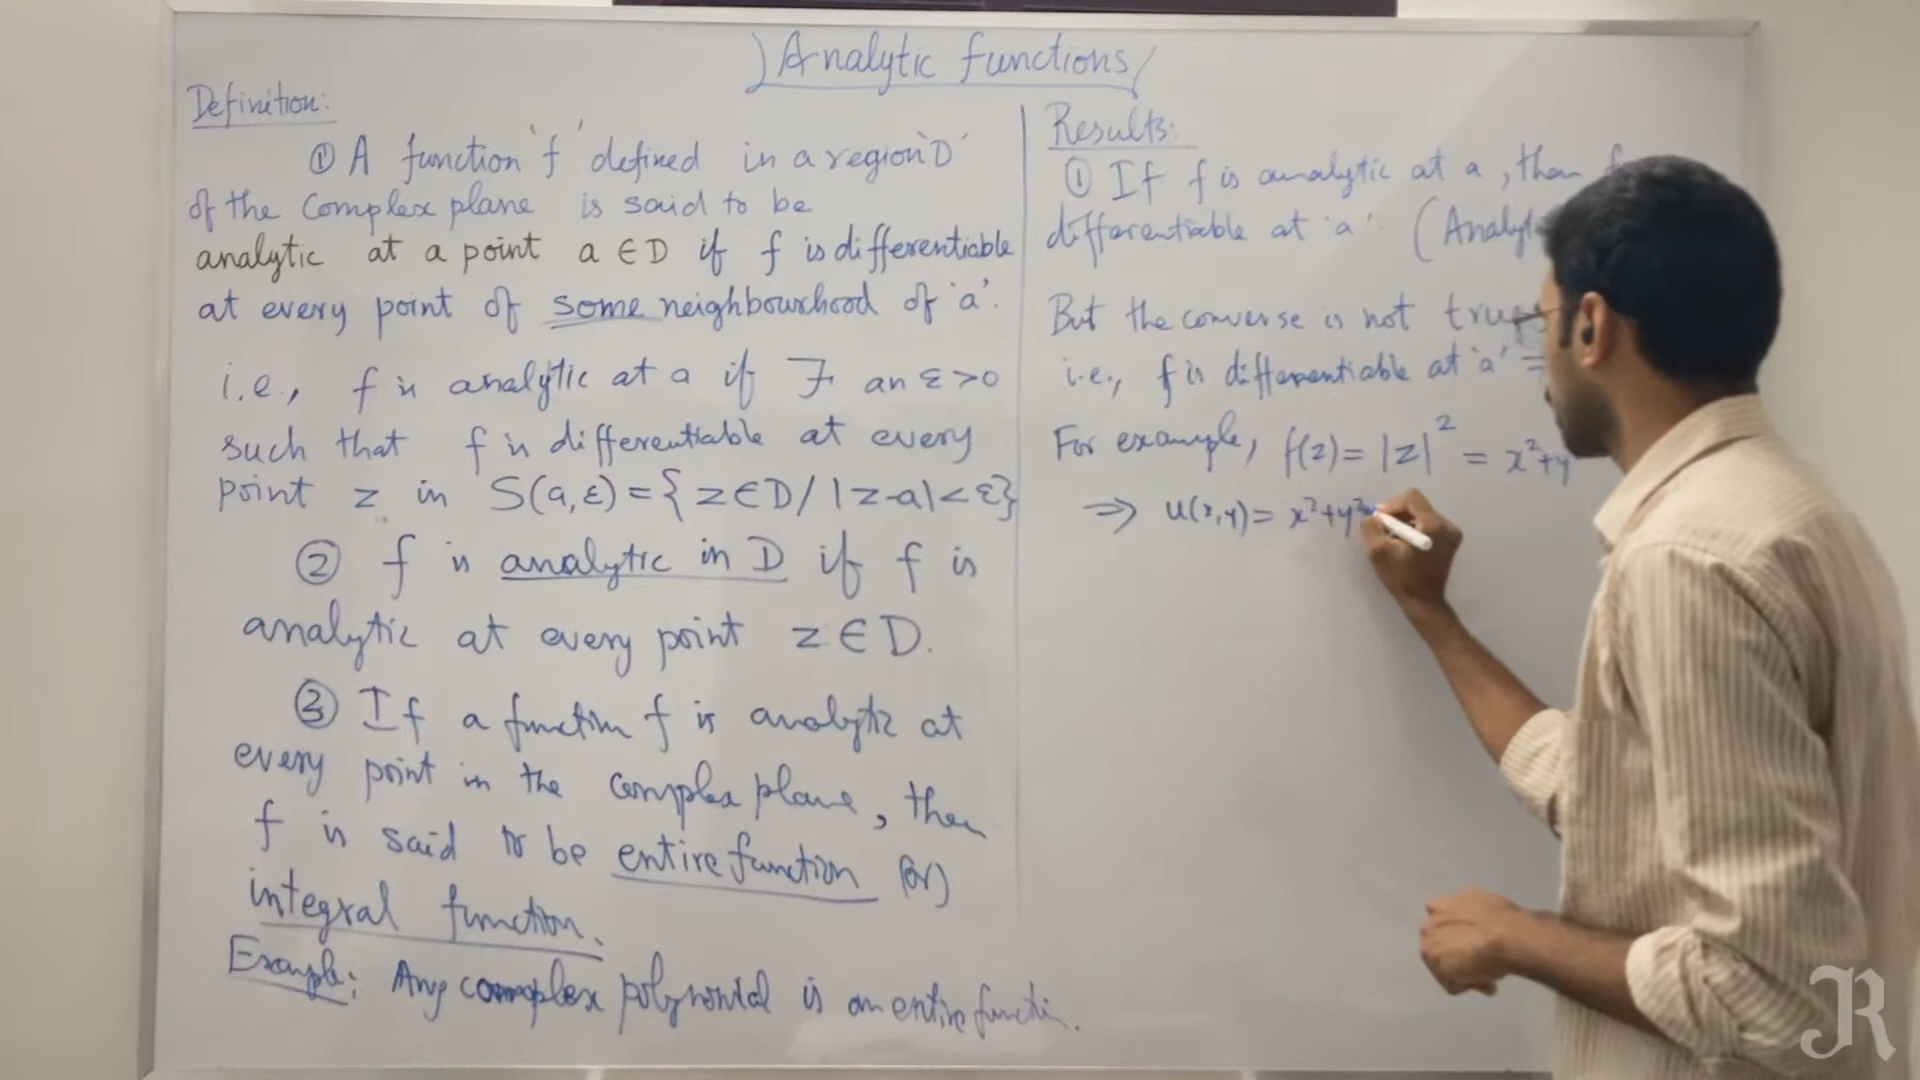 Analytic functions
Definition:
① A function 'f' defined in a region 'D'
of the complex plane is said to be
analytic at a point a ∈ D if f is differentiable
at every point of some neighbourhood of 'a'.
i.e., f is analytic at a if ∃ an ε>0
such that f is differentiable at every
point z in S(a,ε) = { z∈D / |z-a|<ε}
② f is analytic in D if f is
analytic at every point z ∈ D.
③ If a function f is analytic at
every point in the complex plane, then
f is said to be entire function (or)
integral function.
Example: Any complex polynomial is an entire function.
Results:
① If f is analytic at a, then f
differentiable at 'a'. (Analyti
But the converse is not true
i.e., f is differentiable at 'a' =
For example, f(z) = |z|² = x²+y
⇒ u(x,y) = x²+y²
R